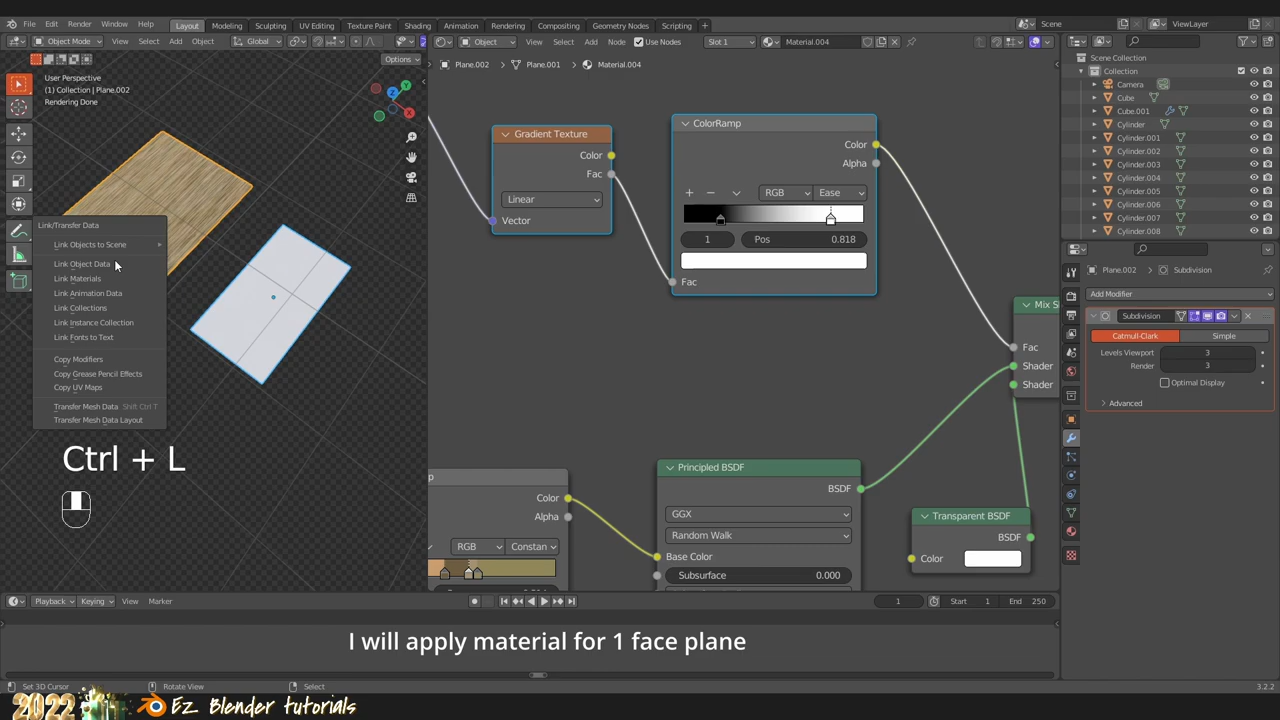 File Edit Render Window Help Layout Modeling Sculpting UV Editing Texture Paint Shading Animation Rendering Compositing Geometry Nodes Scripting + Scene ViewLayer
Object Mode View Select Add Object Global Object View Select Add Node Use Nodes Slot 1 Material.004
Options
Plane.002 Plane.001 Material.004
User Perspective
(1) Collection | Plane.002
Rendering Done
Scene Collection
Collection
Camera
Cube
Cube.001
Cylinder
Cylinder.001
Cylinder.002
Cylinder.003
Cylinder.004
Cylinder.005
Cylinder.006
Cylinder.007
Cylinder.008
Gradient Texture
Color
Fac
Linear
Vector
ColorRamp
Color
Alpha
RGB Ease
1 Pos 0.818
Fac
Link/Transfer Data
Link Objects to Scene
Link Object Data
Link Materials
Link Animation Data
Link Collections
Link Instance Collection
Link Fonts to Text
Copy Modifiers
Copy Grease Pencil Effects
Copy UV Maps
Transfer Mesh Data Shift Ctrl T
Transfer Mesh Data Layout
Ctrl + L
Mix S
Fac
Shader
Shader
Plane.002 Subdivision
Add Modifier
Subdivision
Catmull-Clark Simple
Levels Viewport 3
Render 3
Optimal Display
Advanced
p
Color
Alpha
RGB Constan
Principled BSDF
BSDF
GGX
Random Walk
Base Color
Subsurface 0.000
Transparent BSDF
BSDF
Color
Playback Keying View Marker 1 Start 1 End 250
I will apply material for 1 face plane
Set 3D Cursor Rotate View Select 3.2.2
2022 Ez Blender tutorials